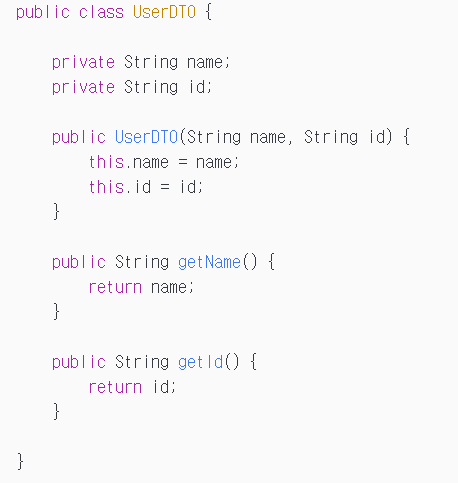 public class UserDTO {
private String name;
private String id;
public UserDTO(String name, String id) {
this.name = name;
this.id = id;
}
public String getName() {
return name;
}
public String getId() {
return id;
}
}